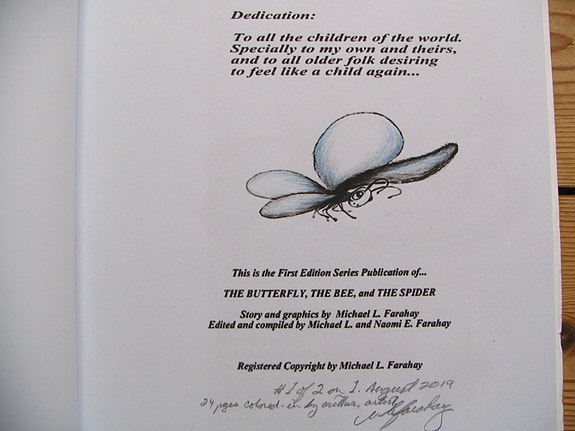 Dedication:
To all the children of the world.
Specially to my own and theirs,
and to all older folk desiring
to feel like a child again...
This is the First Edition Series Publication of...
THE BUTTERFLY, THE BEE, and THE SPIDER
Story and graphics by Michael L. Farahay
Edited and compiled by Michael L. and Naomi E. Farahay
Registered Copyright by Michael L. Farahay
#1 of 2 on 1. August 2019
24 pges colored-in by author, artist
Farahay